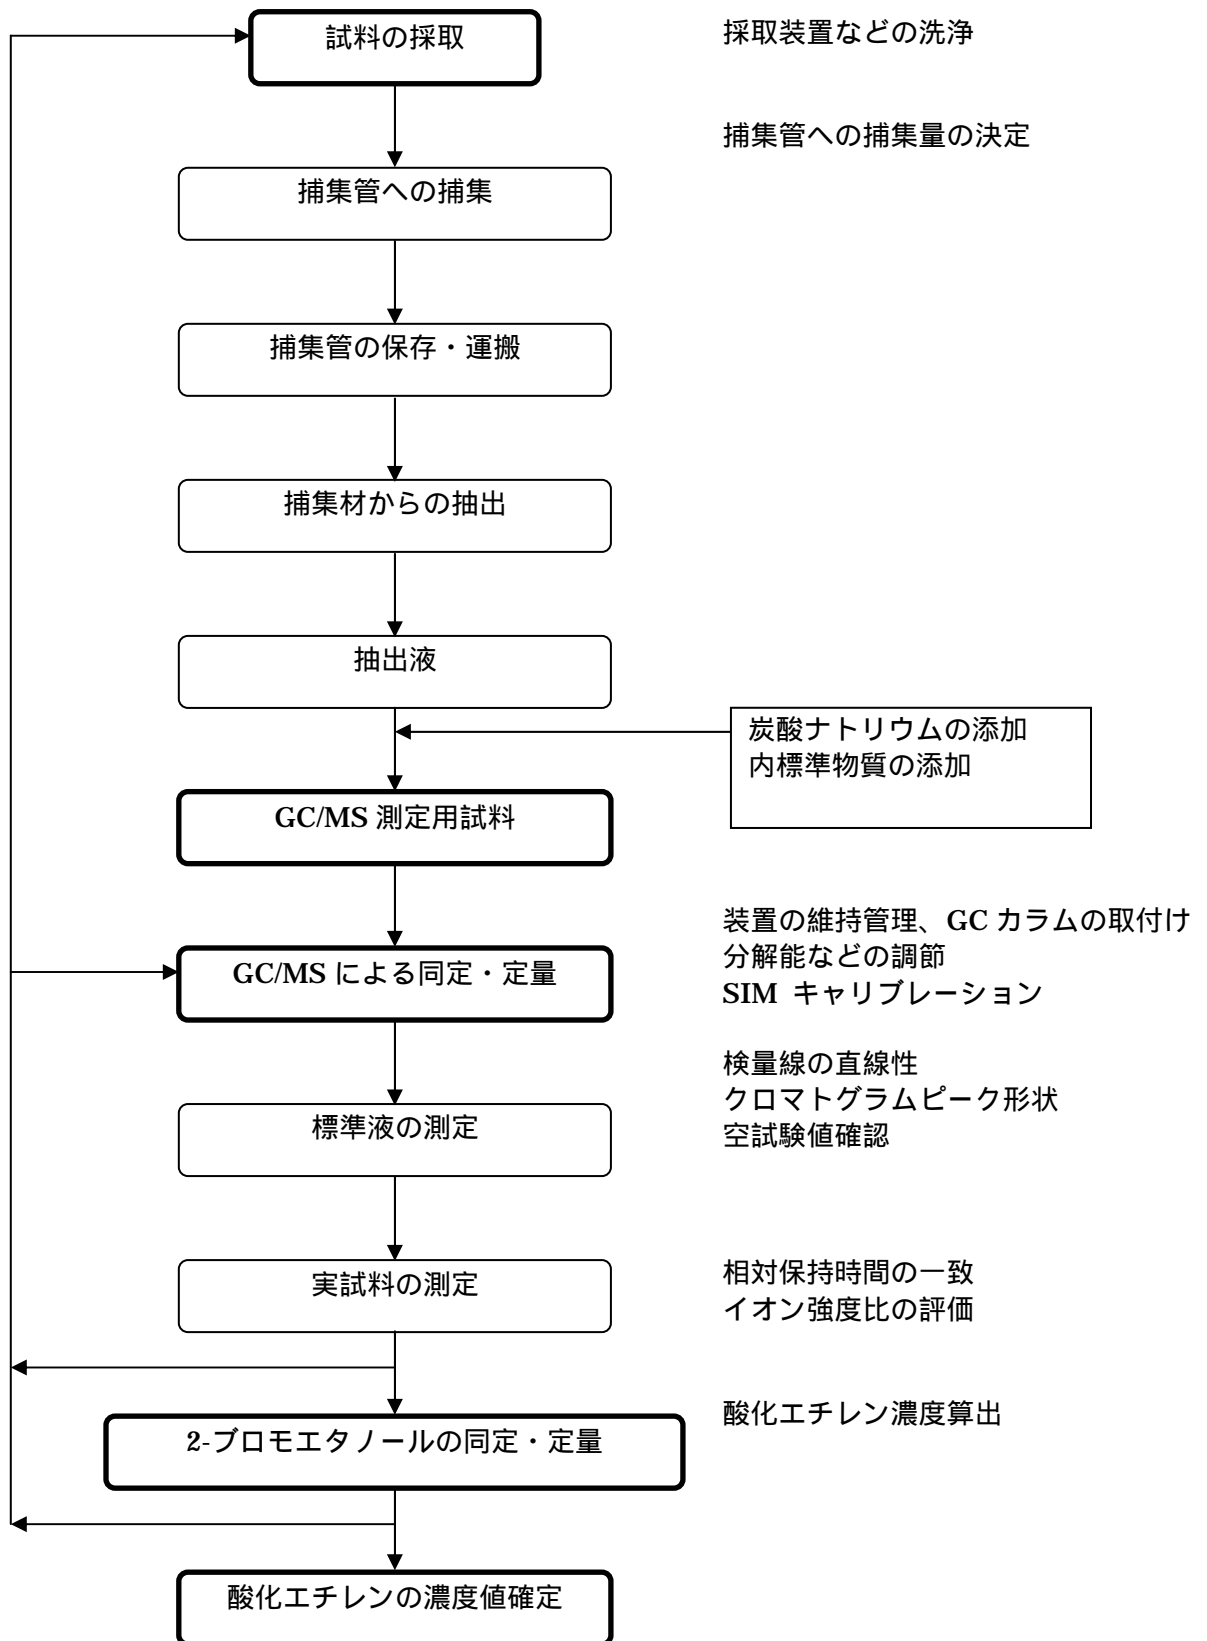 試料の採取
採取装置などの洗浄
捕集管への捕集量の決定
捕集管への捕集
捕集管の保存・運搬
捕集材からの抽出
抽出液
炭酸ナトリウムの添加
内標準物質の添加
GC/MS 測定用試料
装置の維持管理、GC カラムの取付け
分解能などの調節
SIM キャリブレーション
GC/MS による同定・定量
検量線の直線性
クロマトグラムピーク形状
空試験値確認
標準液の測定
実試料の測定
相対保持時間の一致
イオン強度比の評価
酸化エチレン濃度算出
2-ブロモエタノールの同定・定量
酸化エチレンの濃度値確定